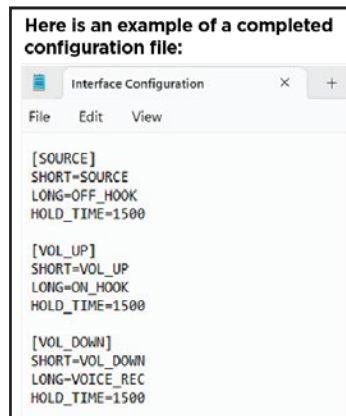 Here is an example of a completed
configuration file:
Interface Configuration × +
File Edit View
[SOURCE]
SHORT=SOURCE
LONG=OFF_HOOK
HOLD_TIME=1500
[VOL_UP]
SHORT=VOL_UP
LONG=ON_HOOK
HOLD_TIME=1500
[VOL_DOWN]
SHORT=VOL_DOWN
LONG=VOICE_REC
HOLD_TIME=1500